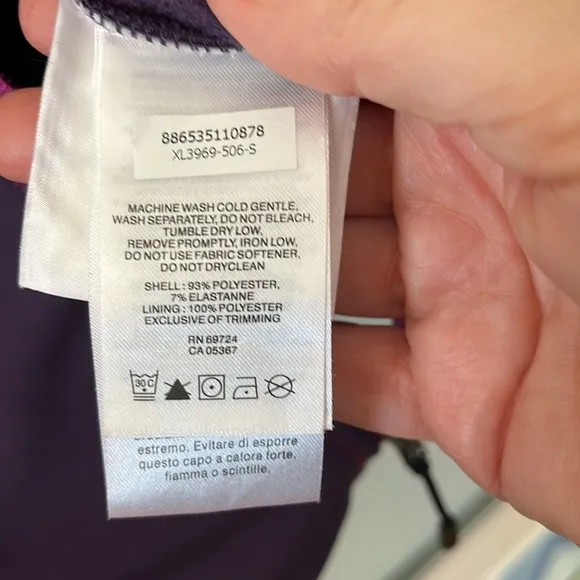 886535110878
XL3969-506-S
MACHINE WASH COLD GENTLE,
WASH SEPARATELY, DO NOT BLEACH,
TUMBLE DRY LOW,
REMOVE PROMPTLY, IRON LOW,
DO NOT USE FABRIC SOFTENER,
DO NOT DRYCLEAN
SHELL : 93% POLYESTER,
7% ELASTANNE
LINING : 100% POLYESTER
EXCLUSIVE OF TRIMMING
RN 69724
CA 05367
30 C
estremo. Evitare di esporre
questo capo a calore forte,
fiamma o scintille.